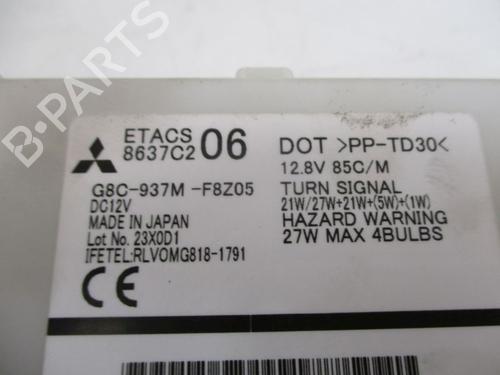 B-PARTS
ETACS
8637C2 06
G8C-937M -F8Z05
DC12V
MADE IN JAPAN
Lot No. 23X0D1
IFETEL:RLVOMG818-1791
CE
DOT >PP-TD30<
12.8V 85C/M
TURN SIGNAL
21W/27W+21W+(5W)+(1W)
HAZARD WARNING
27W MAX 4BULBS